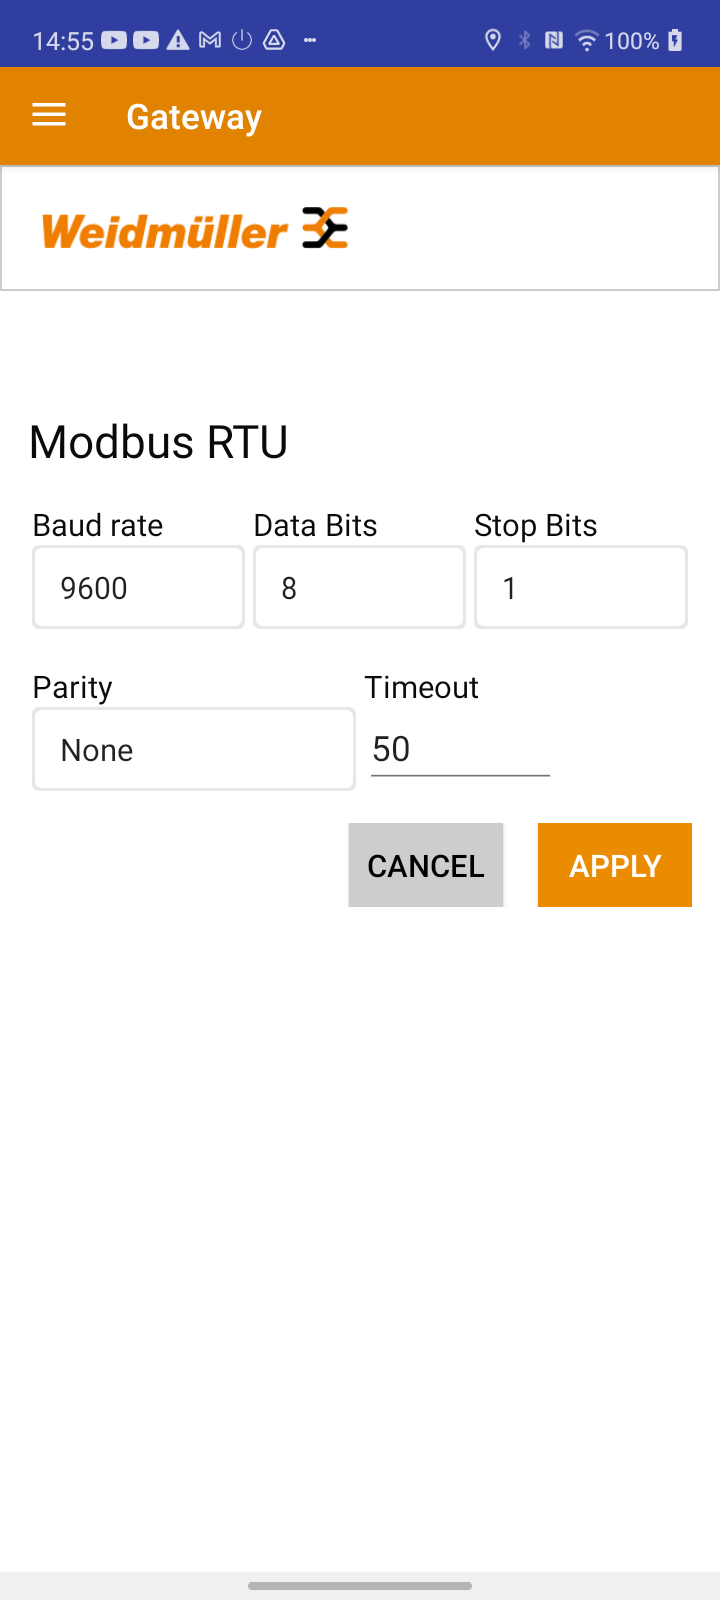 14:55 100%
Gateway
Weidmüller
Modbus RTU
Baud rate Data Bits Stop Bits
9600 8 1
Parity Timeout
None 50
CANCEL APPLY